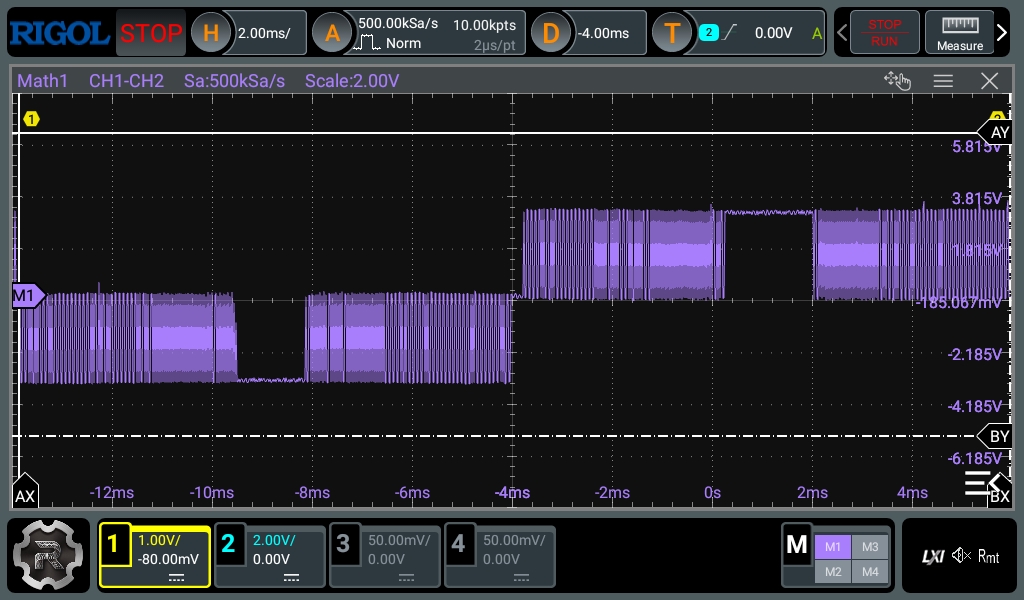 RIGOL STOP H 2.00ms/ A 500.00kSa/s 10.00kpts D -4.00ms T 2 0.00V A STOP
Norm 2µs/pt RUN Measure
Math1 CH1-CH2 Sa:500kSa/s Scale:2.00V
1 2
AY
5.815V
3.815V
1.815V
M1
-185.067mV
-2.185V
-4.185V
BY
-6.185V
AX -12ms -10ms -8ms -6ms -4ms -2ms 0s 2ms 4ms BX
1 1.00V/ 2 2.00V/ 3 50.00mV/ 4 50.00mV/ M M1 M3
-80.00mV 0.00V 0.00V 0.00V M2 M4
R
LXI Rmt